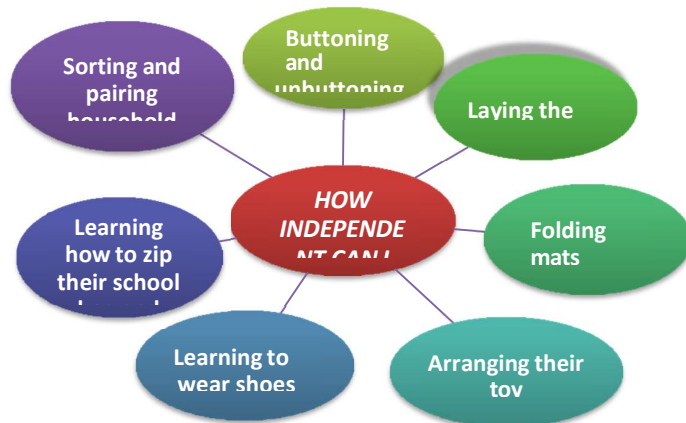 Buttoning
and
unbuttoning
Sorting and
pairing
household
Laying the
HOW
INDEPENDE
NT CAN I
Learning
how to zip
their school
Folding
mats
Learning to
wear shoes
Arranging their
toy